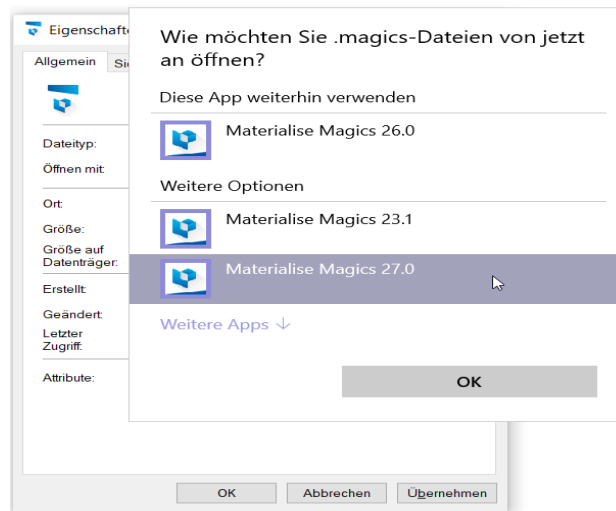 Eigenschafte
Allgemein
Sie
Dateityp:
Öffnen mit:
Ort:
Größe:
Größe auf
Datenträger:
Erstellt:
Geändert:
Letzter
Zugriff:
Attribute:
OK
Abbrechen
Übernehmen
Wie möchten Sie .magics-Dateien von jetzt
an öffnen?
Diese App weiterhin verwenden
Materialise Magics 26.0
Weitere Optionen
Materialise Magics 23.1
Materialise Magics 27.0
Weitere Apps ↓
OK